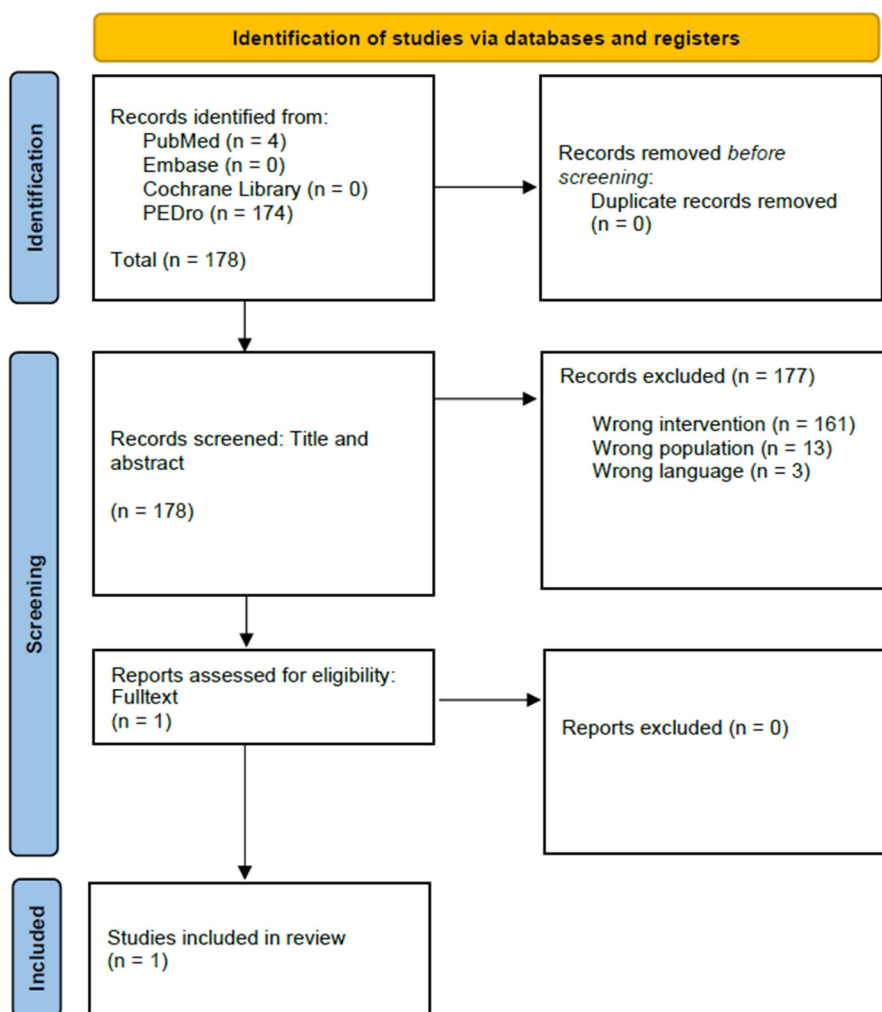 Identification of studies via databases and registers
Identification
Records identified from:
PubMed (n = 4)
Embase (n = 0)
Cochrane Library (n = 0)
PEDro (n = 174)
Total (n = 178)
Records removed before
screening:
Duplicate records removed
(n = 0)
Screening
Records screened: Title and
abstract
(n = 178)
Records excluded (n = 177)
Wrong intervention (n = 161)
Wrong population (n = 13)
Wrong language (n = 3)
Reports assessed for eligibility:
Fulltext
(n = 1)
Reports excluded (n = 0)
Included
Studies included in review
(n = 1)